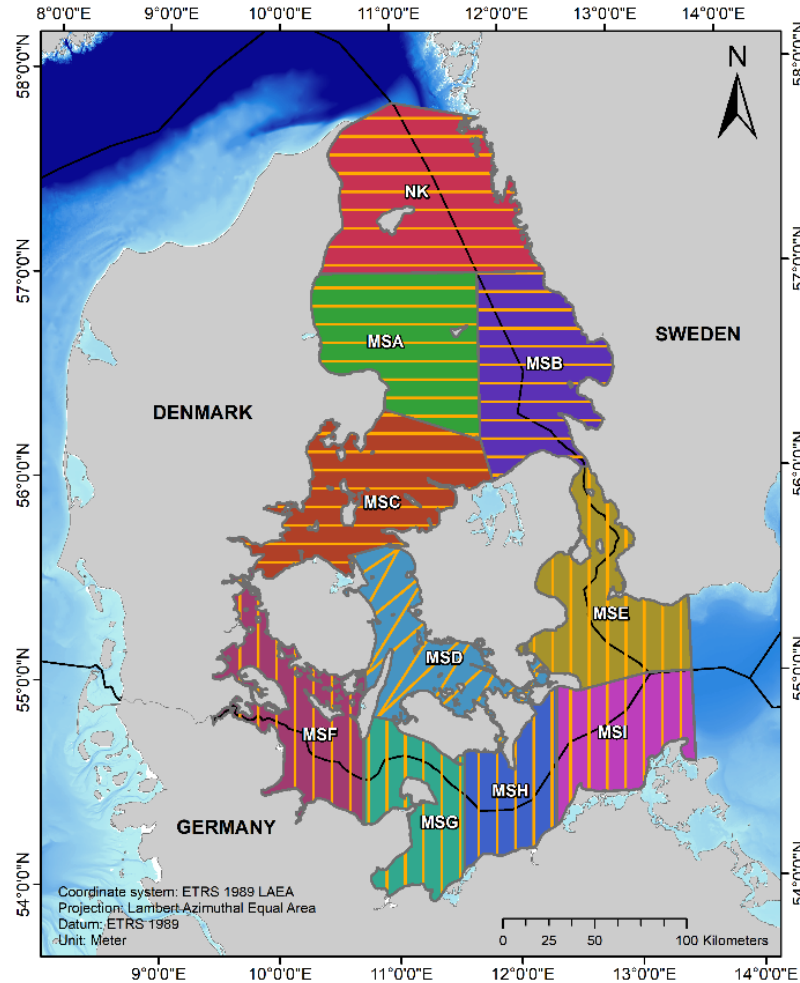 8°0'0"E 9°0'0"E 10°0'0"E 11°0'0"E 12°0'0"E 13°0'0"E 14°0'0"E
58°0'0"N
58°0'0"N
N
NK
57°0'0"N
57°0'0"N
MSA
SWEDEN
MSB
DENMARK
56°0'0"N
56°0'0"N
MSC
MSE
MSD
55°0'0"N
55°0'0"N
MSF
MSI
MSH
GERMANY
MSG
54°0'0"N
54°0'0"N
Coordinate system: ETRS 1989 LAEA
Projection: Lambert Azimuthal Equal Area
Datum: ETRS 1989
Unit: Meter
0 25 50 100 Kilometers
9°0'0"E 10°0'0"E 11°0'0"E 12°0'0"E 13°0'0"E 14°0'0"E